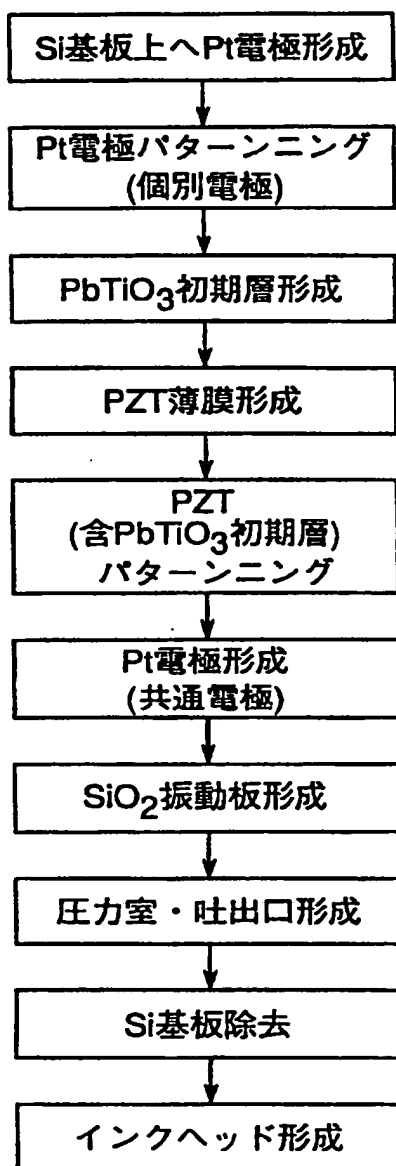 Si基板上へPt電極形成
Pt電極パターンニング
(個別電極)
PbTiO3初期層形成
PZT薄膜形成
PZT
(含PbTiO3初期層)
パターンニング
Pt電極形成
(共通電極)
SiO2振動板形成
圧力室・吐出口形成
Si基板除去
インクヘッド形成